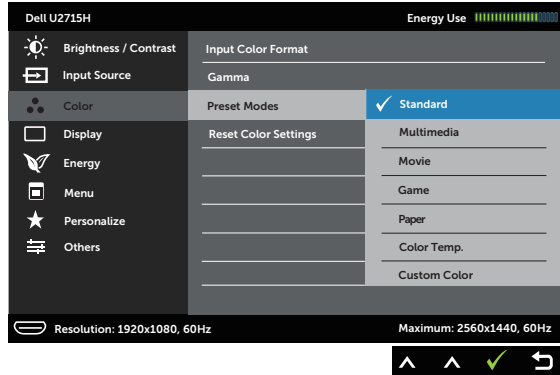 Dell U2715H Energy Use
Brightness / Contrast Input Color Format
Input Source Gamma
Color Preset Modes Standard
Display Reset Color Settings Multimedia
Energy Movie
Menu Game
Personalize Paper
Others Color Temp.
Custom Color
Resolution: 1920x1080, 60Hz Maximum: 2560x1440, 60Hz